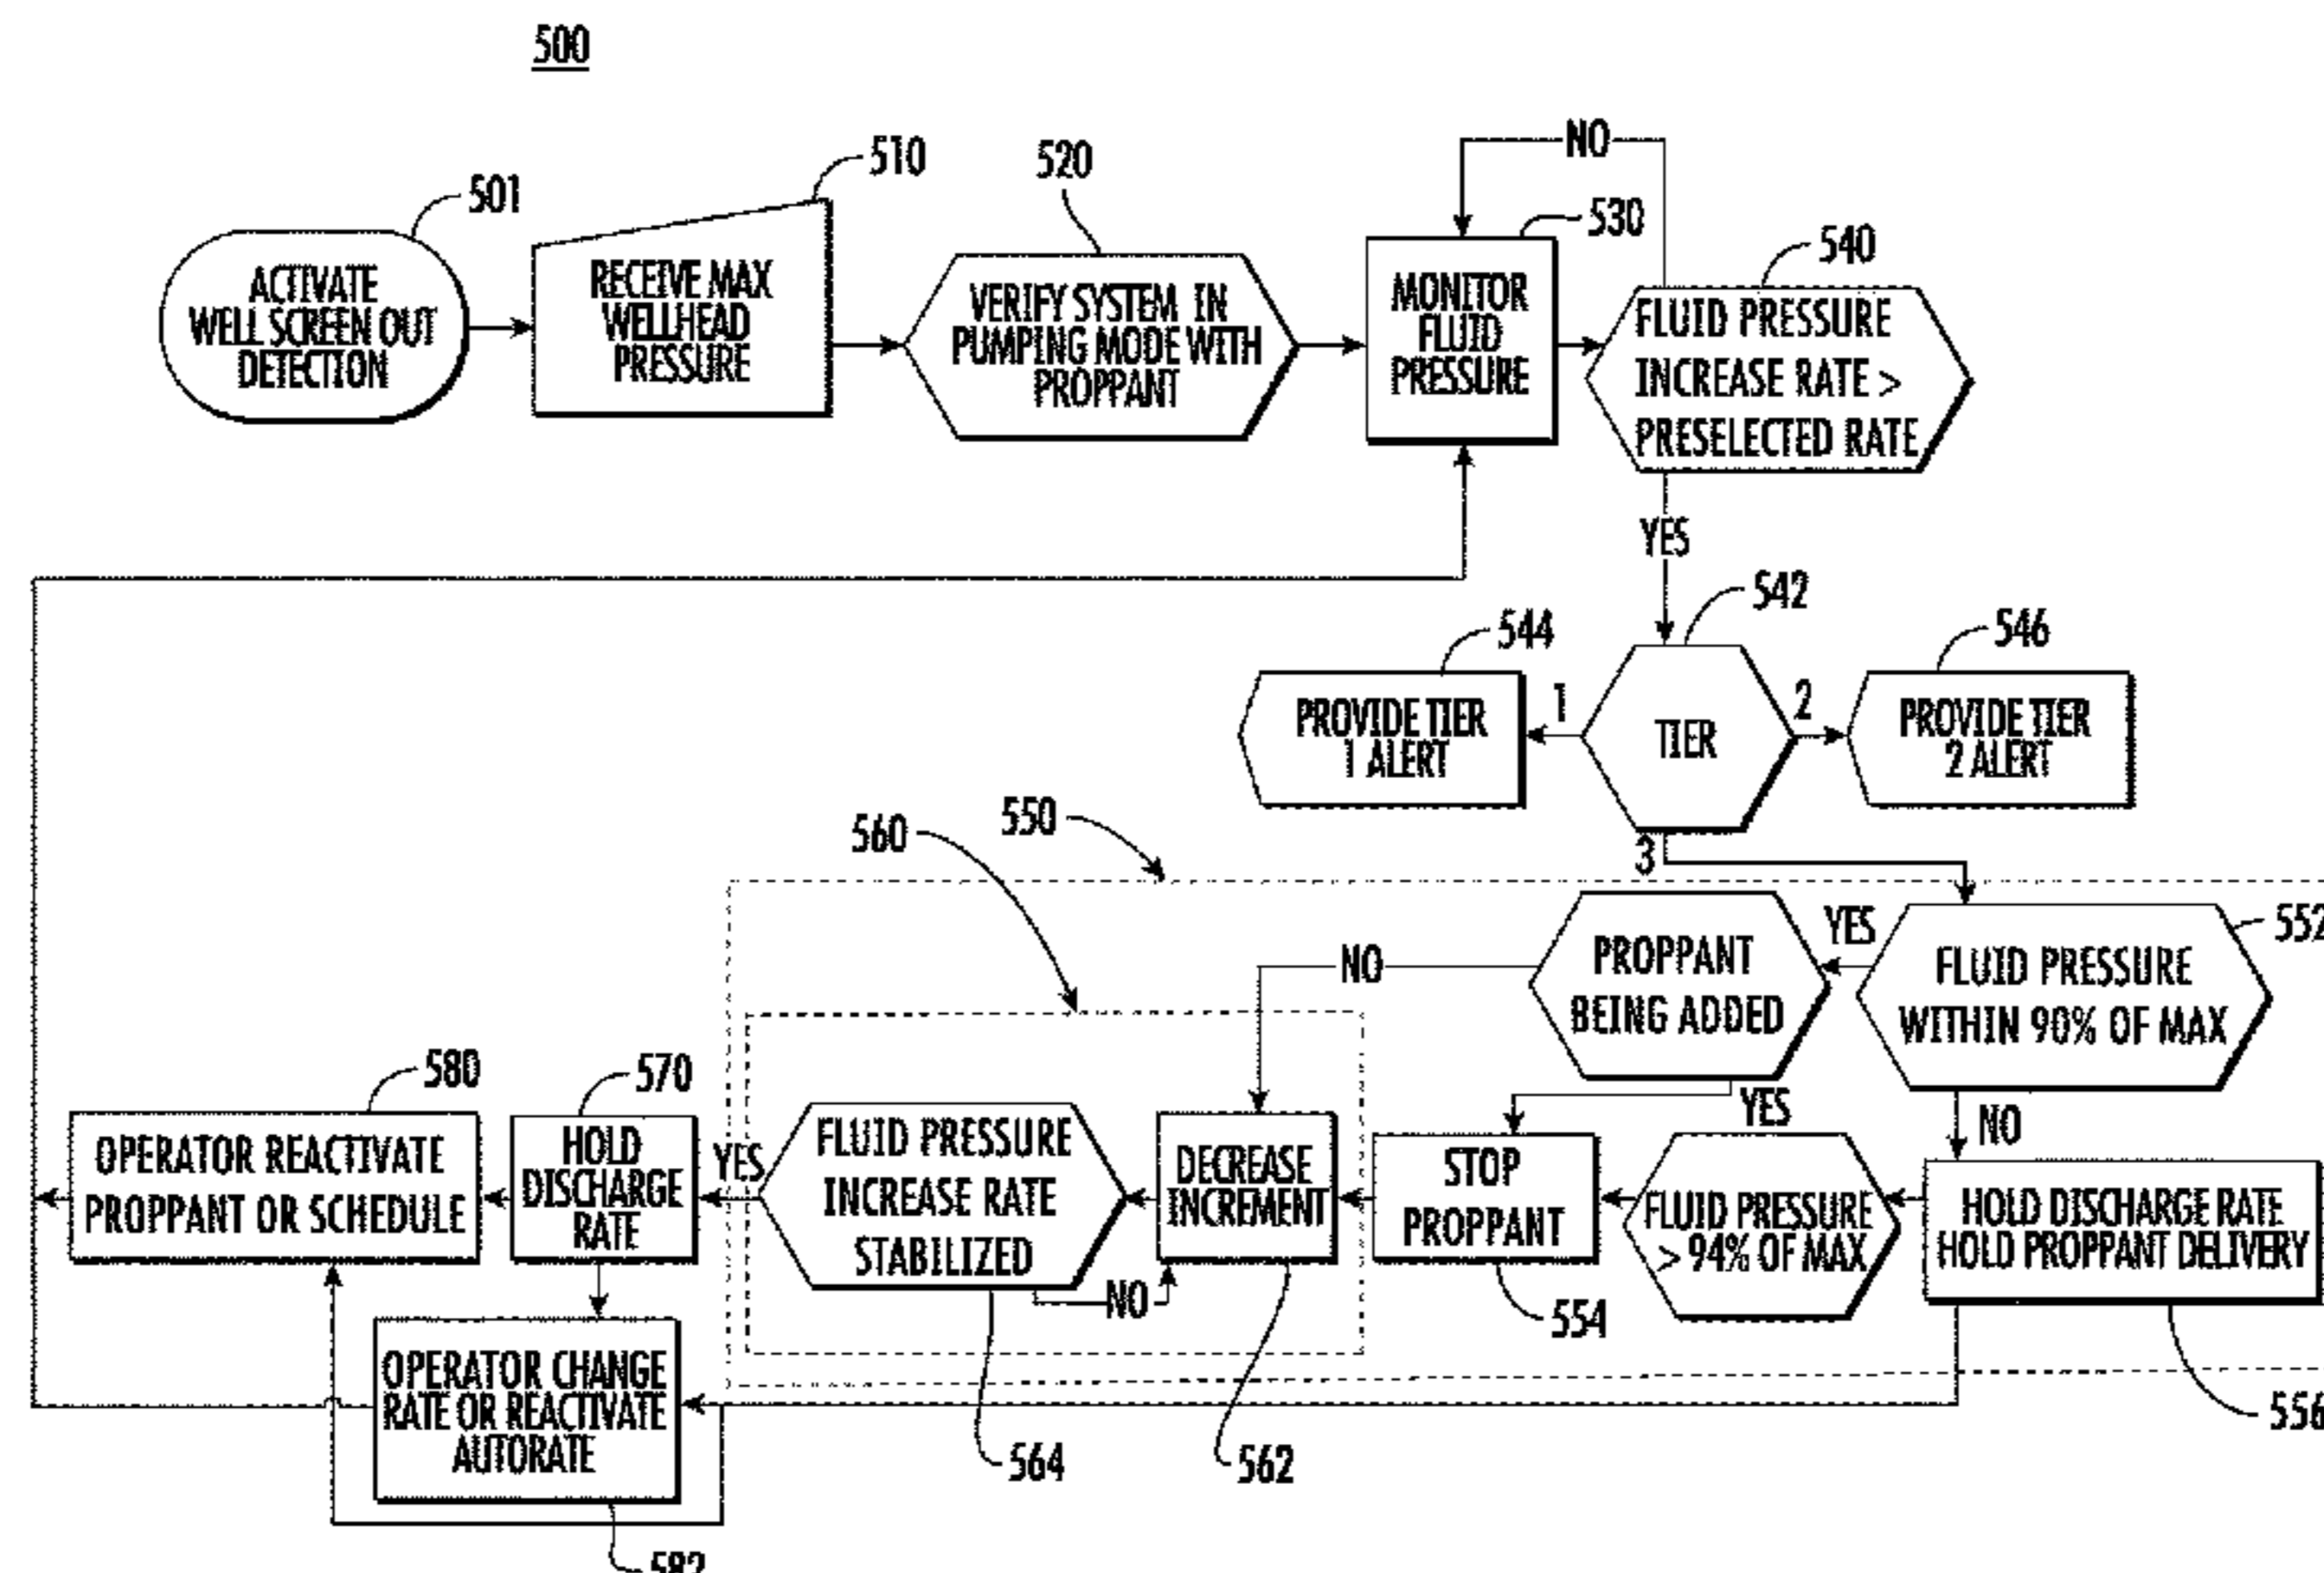 500
501
ACTIVATE
WELL SCREEN OUT
DETECTION
510
RECEIVE MAX
WELLHEAD
PRESSURE
520
VERIFY SYSTEM IN
PUMPING MODE WITH
PROPPANT
NO
530
MONITOR
FLUID
PRESSURE
540
FLUID PRESSURE
INCREASE RATE >
PRESELECTED RATE
YES
542
TIER
1
2
3
544
PROVIDE TIER
1 ALERT
546
PROVIDE TIER
2 ALERT
550
560
552
FLUID PRESSURE
WITHIN 90% OF MAX
YES
NO
PROPPANT
BEING ADDED
NO
YES
HOLD DISCHARGE RATE
HOLD PROPPANT DELIVERY
556
FLUID PRESSURE
> 94% OF MAX
STOP
PROPPANT
554
DECREASE
INCREMENT
562
FLUID PRESSURE
INCREASE RATE
STABILIZED
564
NO
YES
570
HOLD
DISCHARGE
RATE
580
OPERATOR REACTIVATE
PROPPANT OR SCHEDULE
OPERATOR CHANGE
RATE OR REACTIVATE
AUTORATE
582